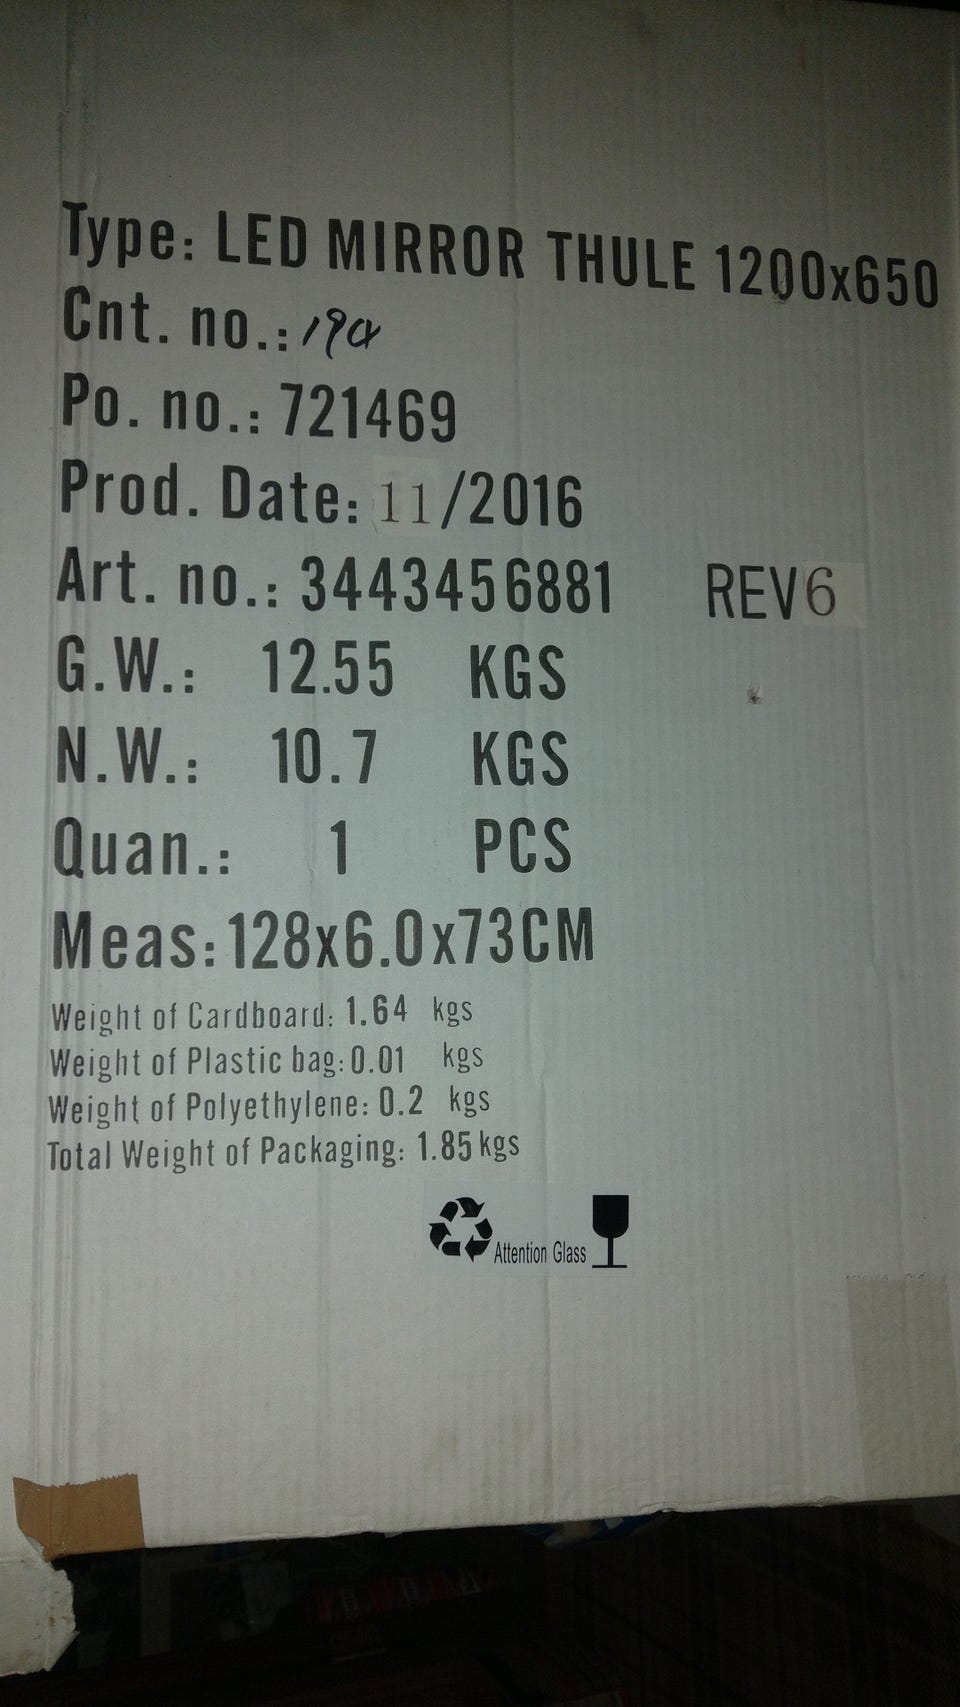 Type: LED MIRROR THULE 1200x650
Cnt. no.: 194
Po. no.: 721469
Prod. Date: 11/2016
Art. no.: 3443456881 REV6
G.W.: 12.55 KGS
N.W.: 10.7 KGS
Quan.: 1 PCS
Meas:128x6.0x73CM
Weight of Cardboard: 1.64 kgs
Weight of Plastic bag: 0.01 kgs
Weight of Polyethylene: 0.2 kgs
Total Weight of Packaging: 1.85 kgs
Attention Glass